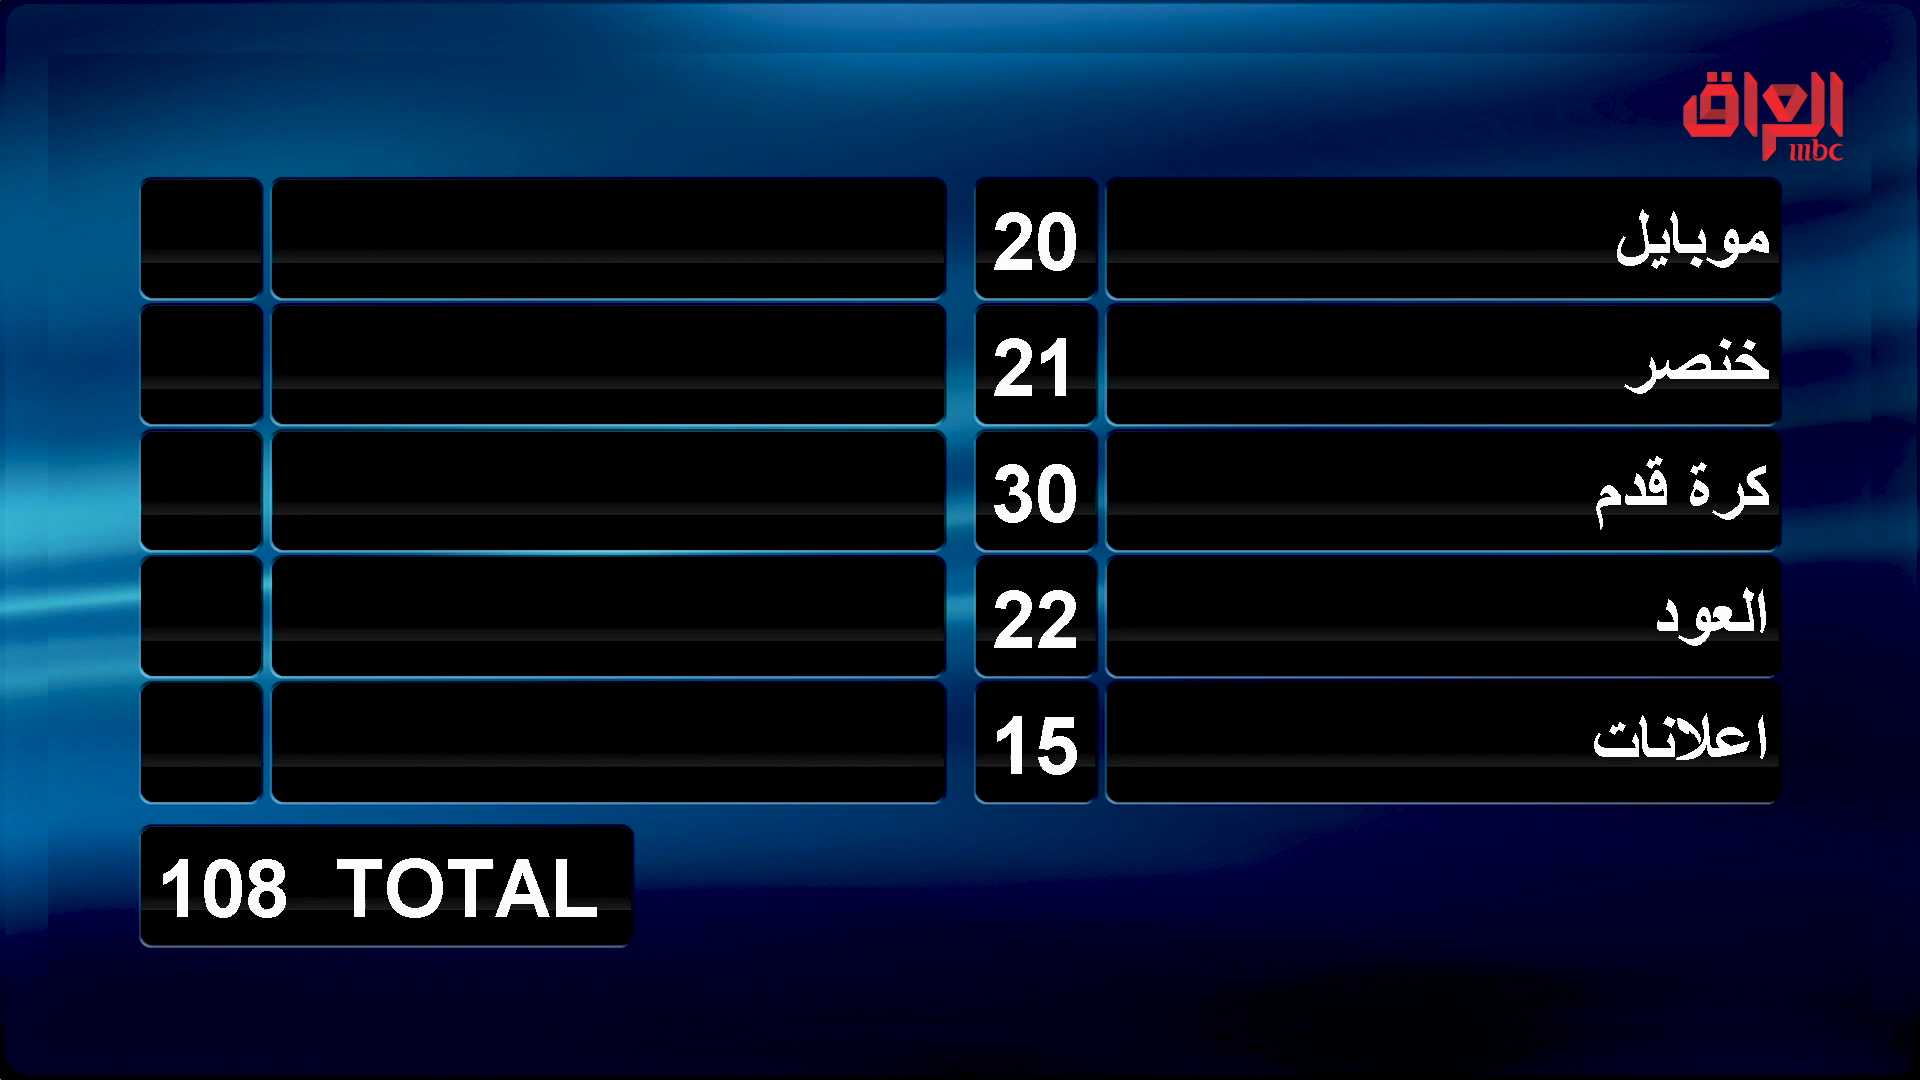 العراق
mbc
موبايل 20
خنصر 21
كرة قدم 30
العود 22
اعلانات 15
108 TOTAL